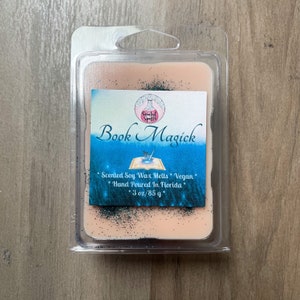 Book Magick
* Scented Soy Wax Melts * Vegan *
* Hand Poured In Florida *
* 3 oz/85 g *